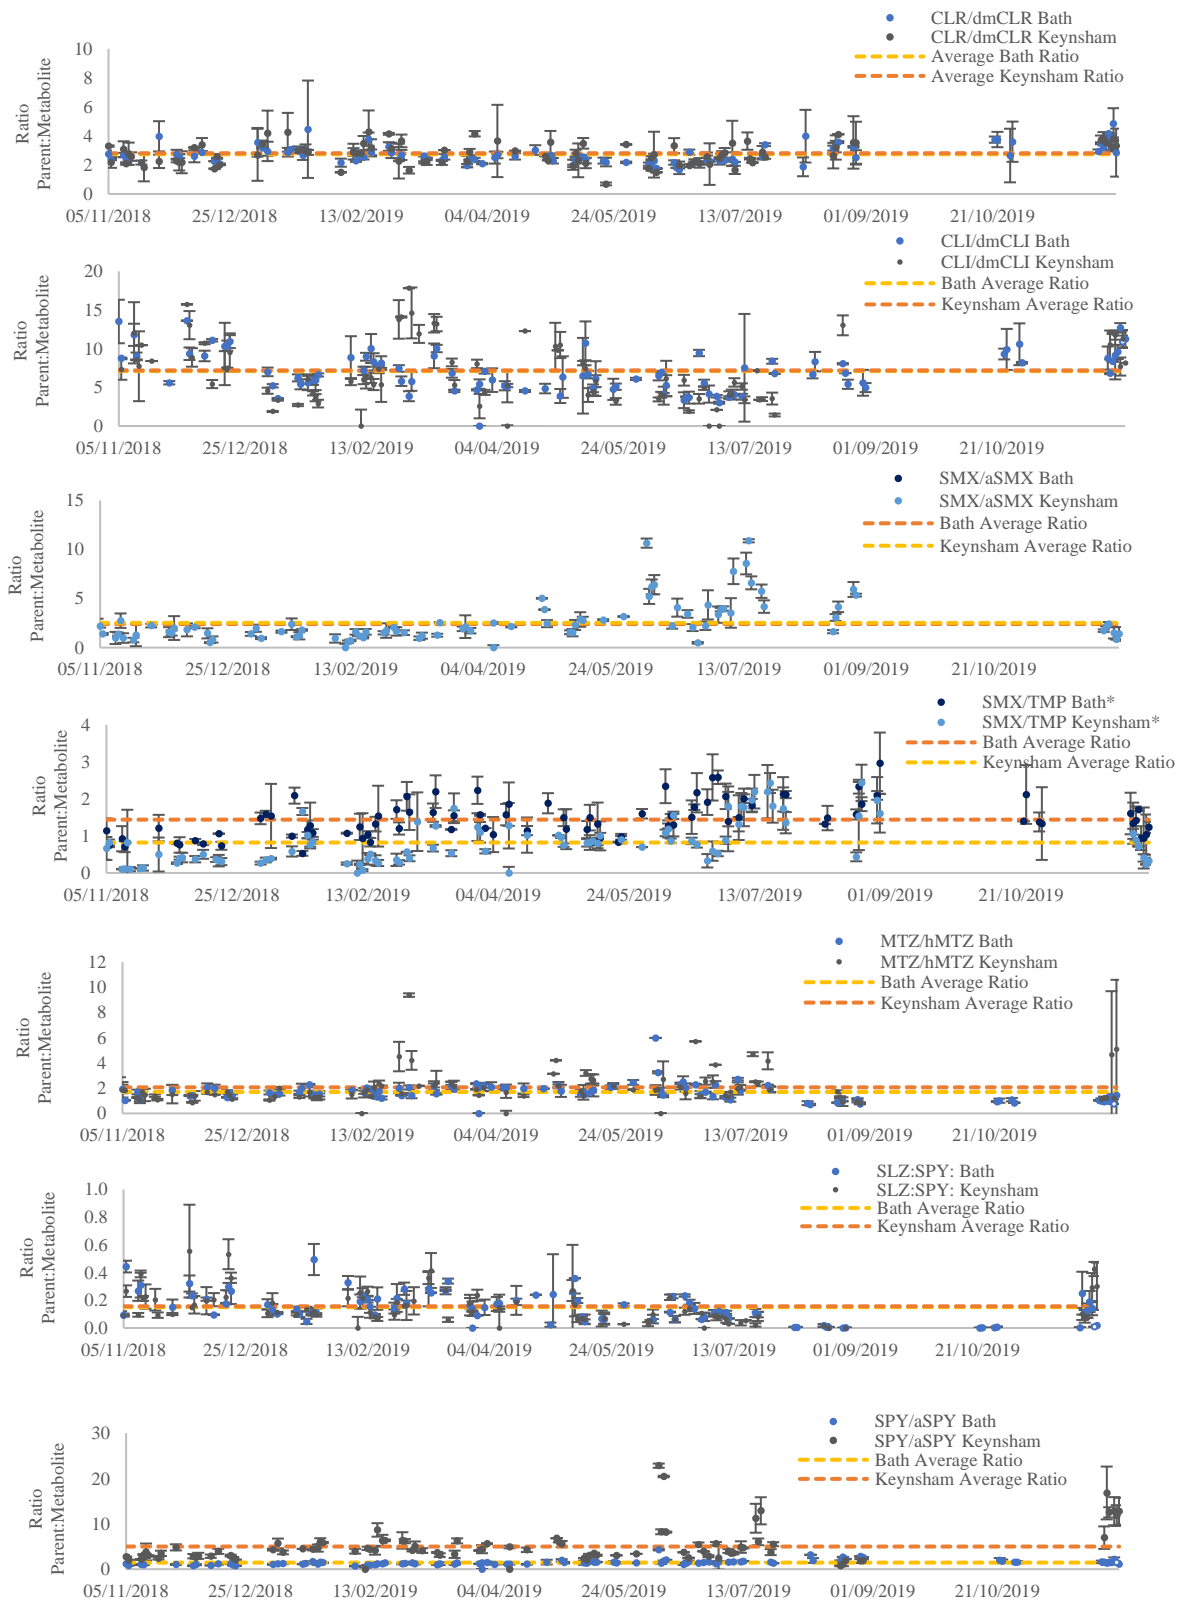 CLR/dmCLR Bath
CLR/dmCLR Keynsham
Average Bath Ratio
Average Keynsham Ratio
Ratio
Parent:Metabolite
10
8
6
4
2
0
05/11/2018 25/12/2018 13/02/2019 04/04/2019 24/05/2019 13/07/2019 01/09/2019 21/10/2019
CLI/dmCLI Bath
CLI/dmCLI Keynsham
Bath Average Ratio
Keynsham Average Ratio
Ratio
Parent:Metabolite
20
15
10
5
0
05/11/2018 25/12/2018 13/02/2019 04/04/2019 24/05/2019 13/07/2019 01/09/2019 21/10/2019
SMX/aSMX Bath
SMX/aSMX Keynsham
Bath Average Ratio
Keynsham Average Ratio
Ratio
Parent:Metabolite
15
10
5
0
05/11/2018 25/12/2018 13/02/2019 04/04/2019 24/05/2019 13/07/2019 01/09/2019 21/10/2019
SMX/TMP Bath*
SMX/TMP Keynsham*
Bath Average Ratio
Keynsham Average Ratio
Ratio
Parent:Metabolite
4
3
2
1
0
05/11/2018 25/12/2018 13/02/2019 04/04/2019 24/05/2019 13/07/2019 01/09/2019 21/10/2019
MTZ/hMTZ Bath
MTZ/hMTZ Keynsham
Bath Average Ratio
Keynsham Average Ratio
Ratio
Parent:Metabolite
12
10
8
6
4
2
0
05/11/2018 25/12/2018 13/02/2019 04/04/2019 24/05/2019 13/07/2019 01/09/2019 21/10/2019
SLZ:SPY: Bath
SLZ:SPY: Keynsham
Bath Average Ratio
Keynsham Average Ratio
Ratio
Parent:Metabolite
1.0
0.8
0.6
0.4
0.2
0.0
05/11/2018 25/12/2018 13/02/2019 04/04/2019 24/05/2019 13/07/2019 01/09/2019 21/10/2019
SPY/aSPY Bath
SPY/aSPY Keynsham
Bath Average Ratio
Keynsham Average Ratio
Ratio
Parent:Metabolite
30
20
10
0
05/11/2018 25/12/2018 13/02/2019 04/04/2019 24/05/2019 13/07/2019 01/09/2019 21/10/2019